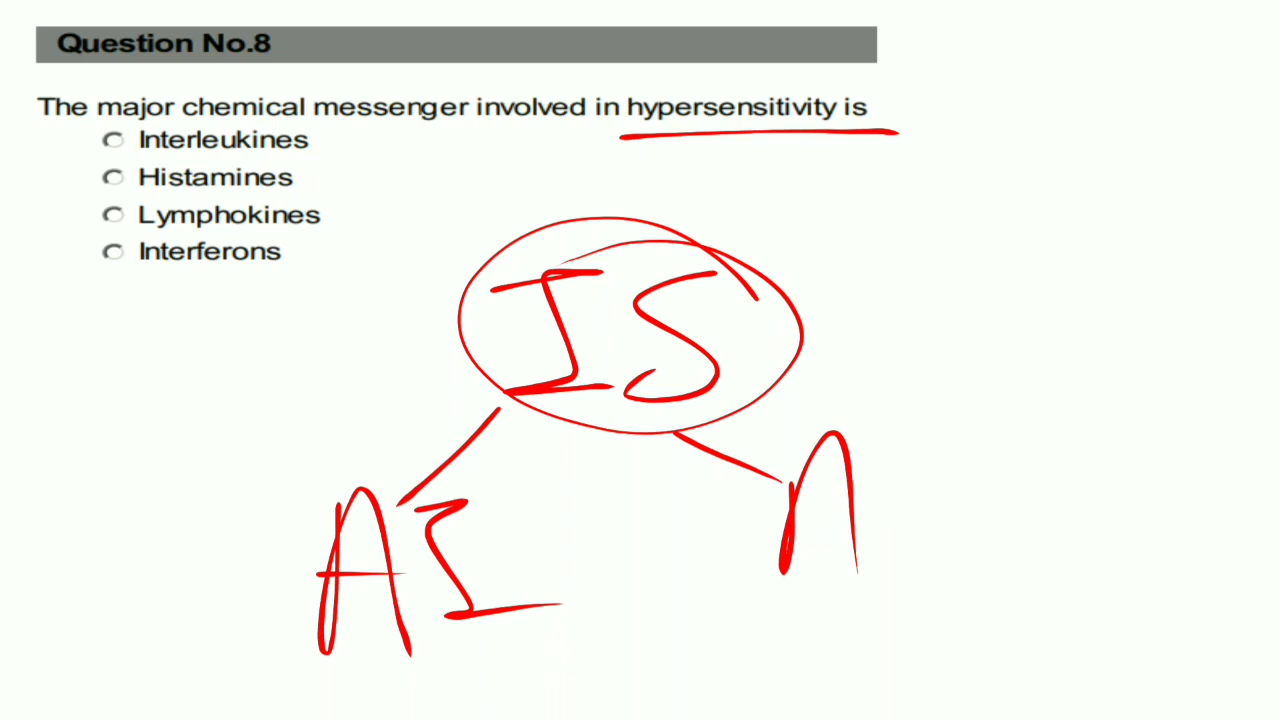 Question No.8
The major chemical messenger involved in hypersensitivity is
Interleukines
Histamines
Lymphokines
Interferons
IS
AI